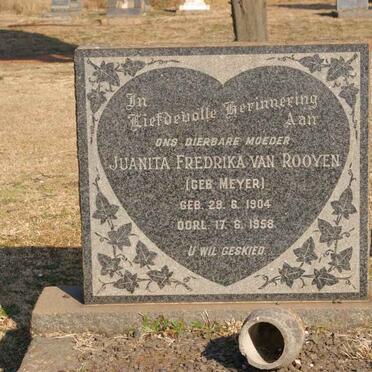 In
Liefdevolle Herinnering
Aan
ONS DIERBARE MOEDER
JUANITA FREDRIKA VAN ROOYEN
(GEB MEYER)
GEB. 29. 6. 1904
OORL. 17. 6. 1958
U WIL GESKIED.